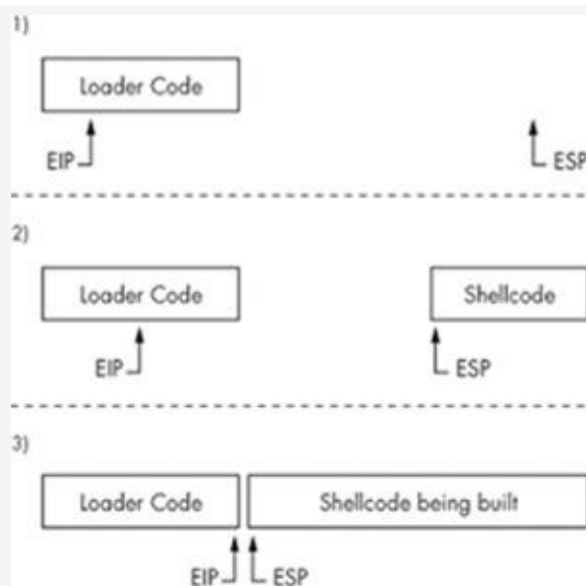 1)
Loader Code
EIP ESP
2)
Loader Code Shellcode
EIP ESP
3)
Loader Code Shellcode being built
EIP ESP